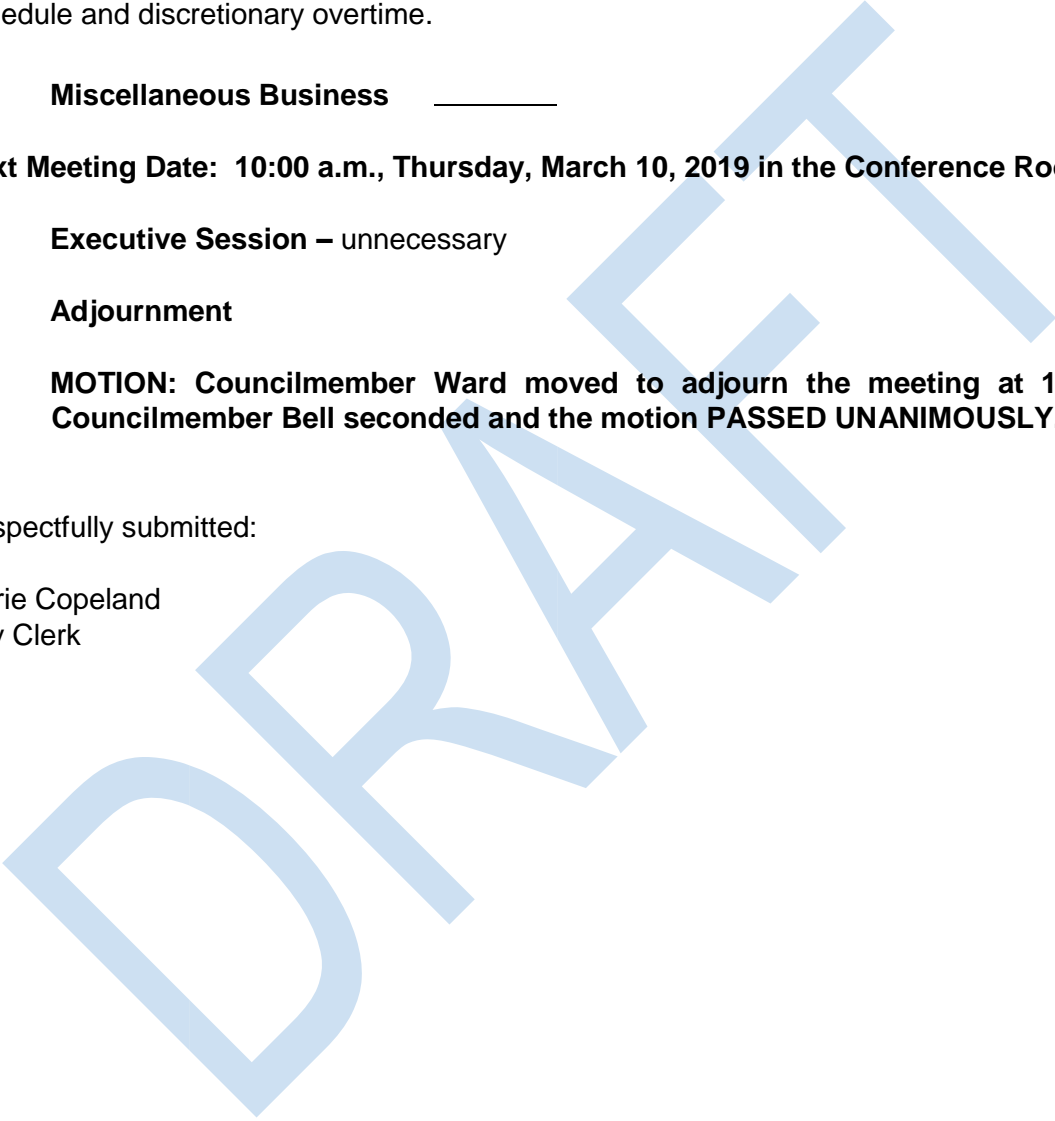 edule and discretionary overtime.
Miscellaneous Business
xt Meeting Date: 10:00 a.m., Thursday, March 10, 2019 in the Conference Roo
Executive Session – unnecessary
Adjournment
MOTION: Councilmember Ward moved to adjourn the meeting at 1
Councilmember Bell seconded and the motion PASSED UNANIMOUSLY.
spectfully submitted:
rie Copeland
y Clerk
DRAFT